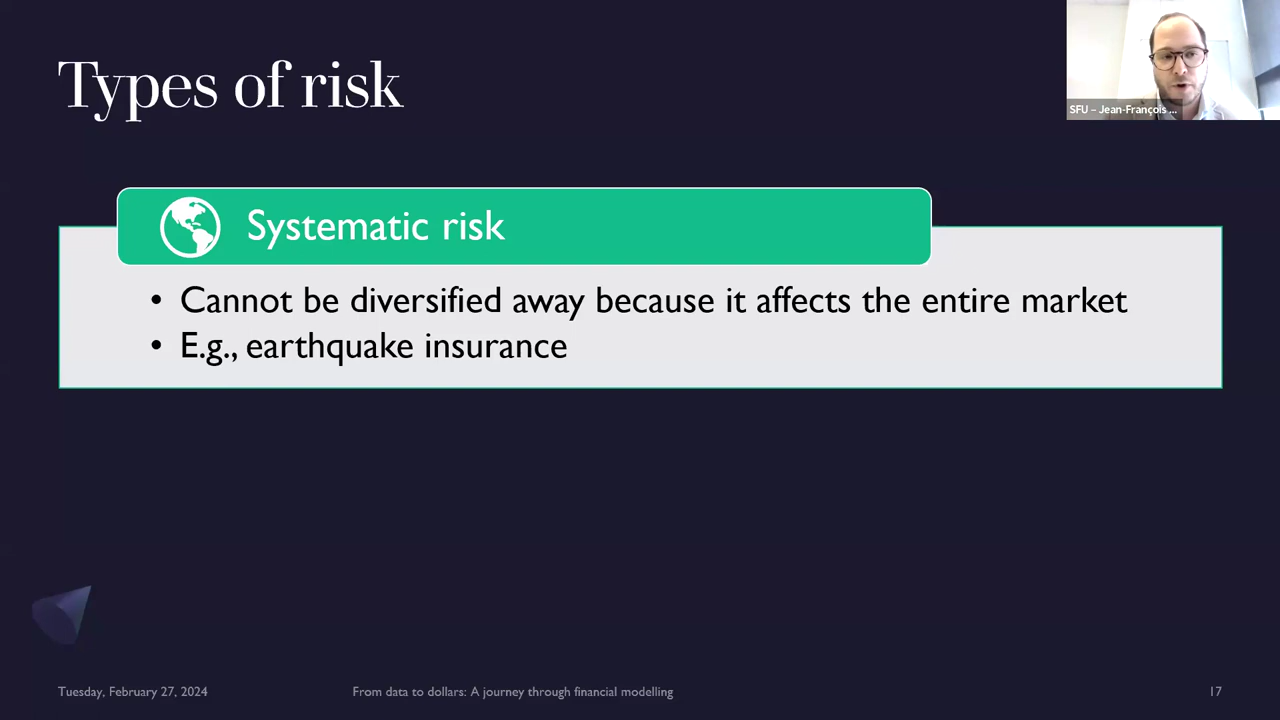 Types of risk
SFU – Jean-François ...
Systematic risk
• Cannot be diversified away because it affects the entire market
• E.g., earthquake insurance
Tuesday, February 27, 2024
From data to dollars: A journey through financial modelling
17